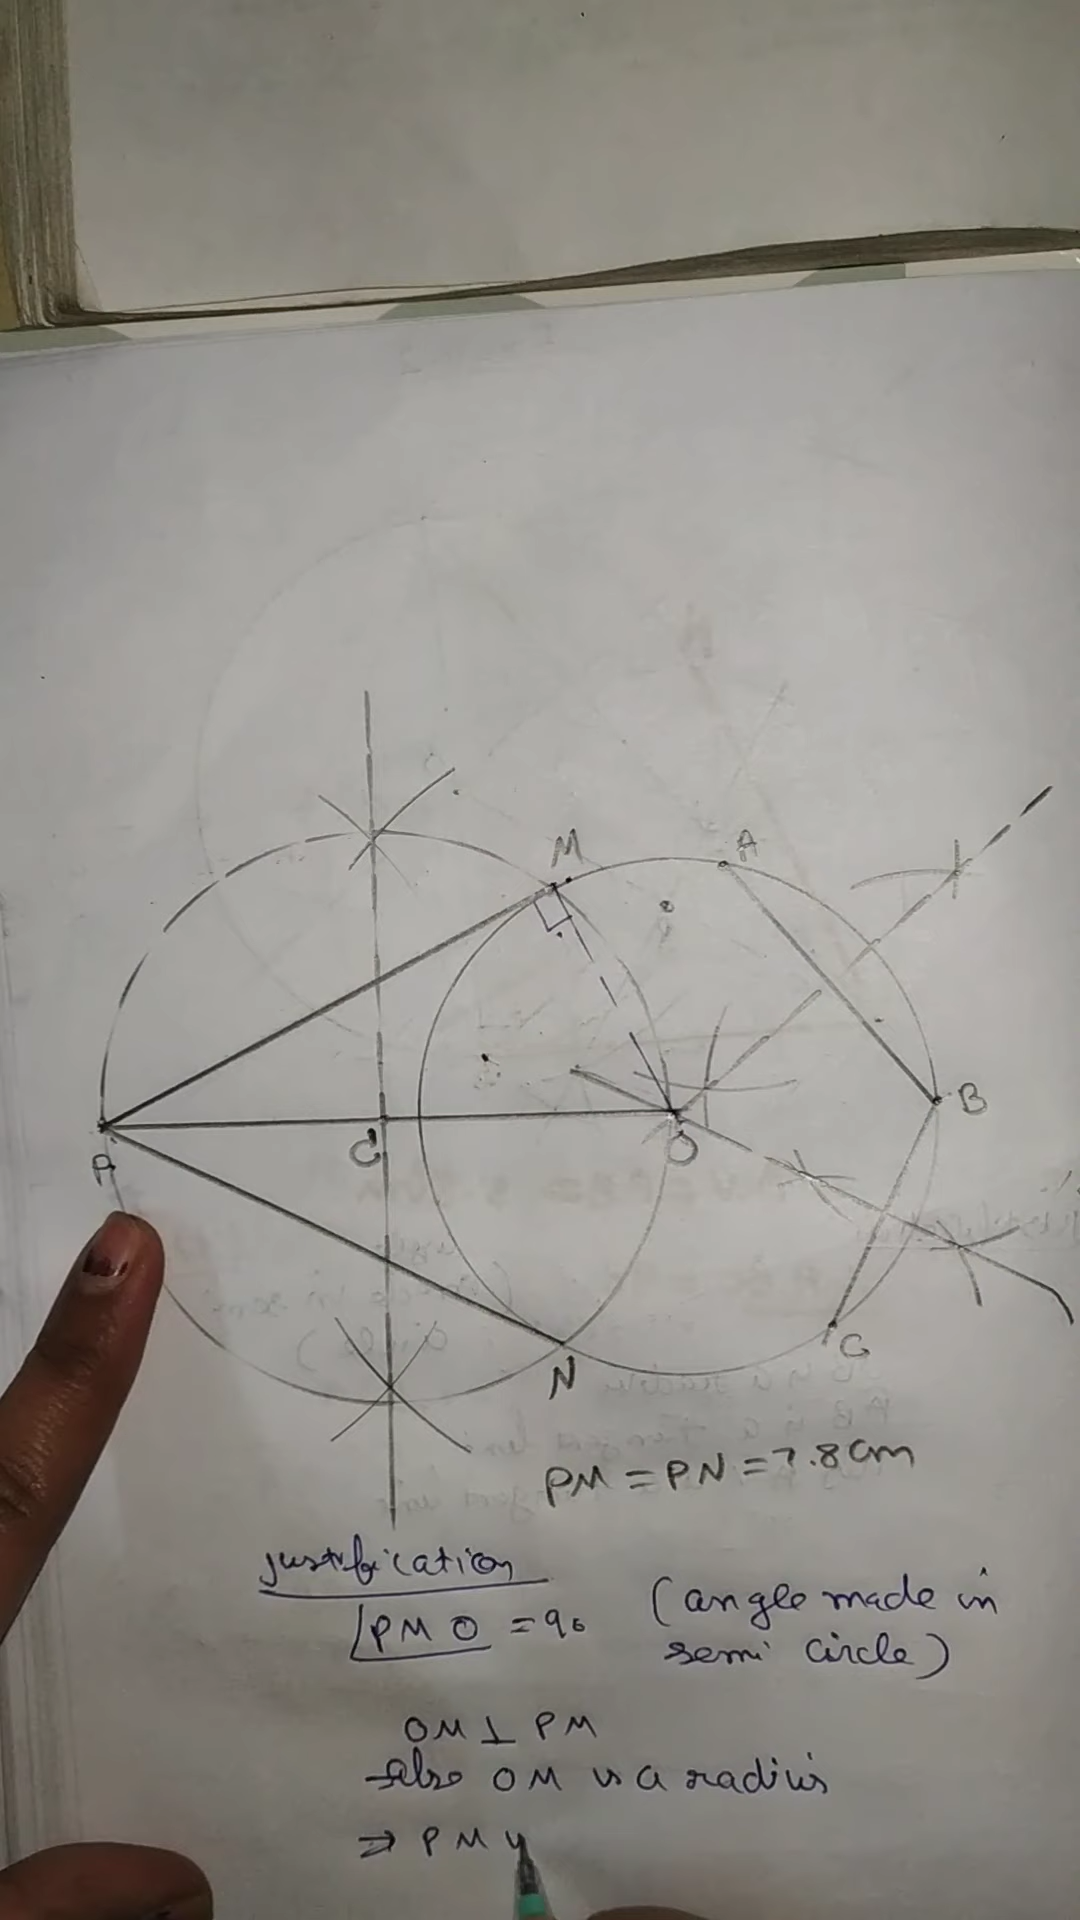 M
A
P
C
O
B
C
N
PM = PN = 7.8 cm
justification
∠PMO = 90 (angle made in
semi circle)
OM ⊥ PM
Also OM is a radius
⇒ PM